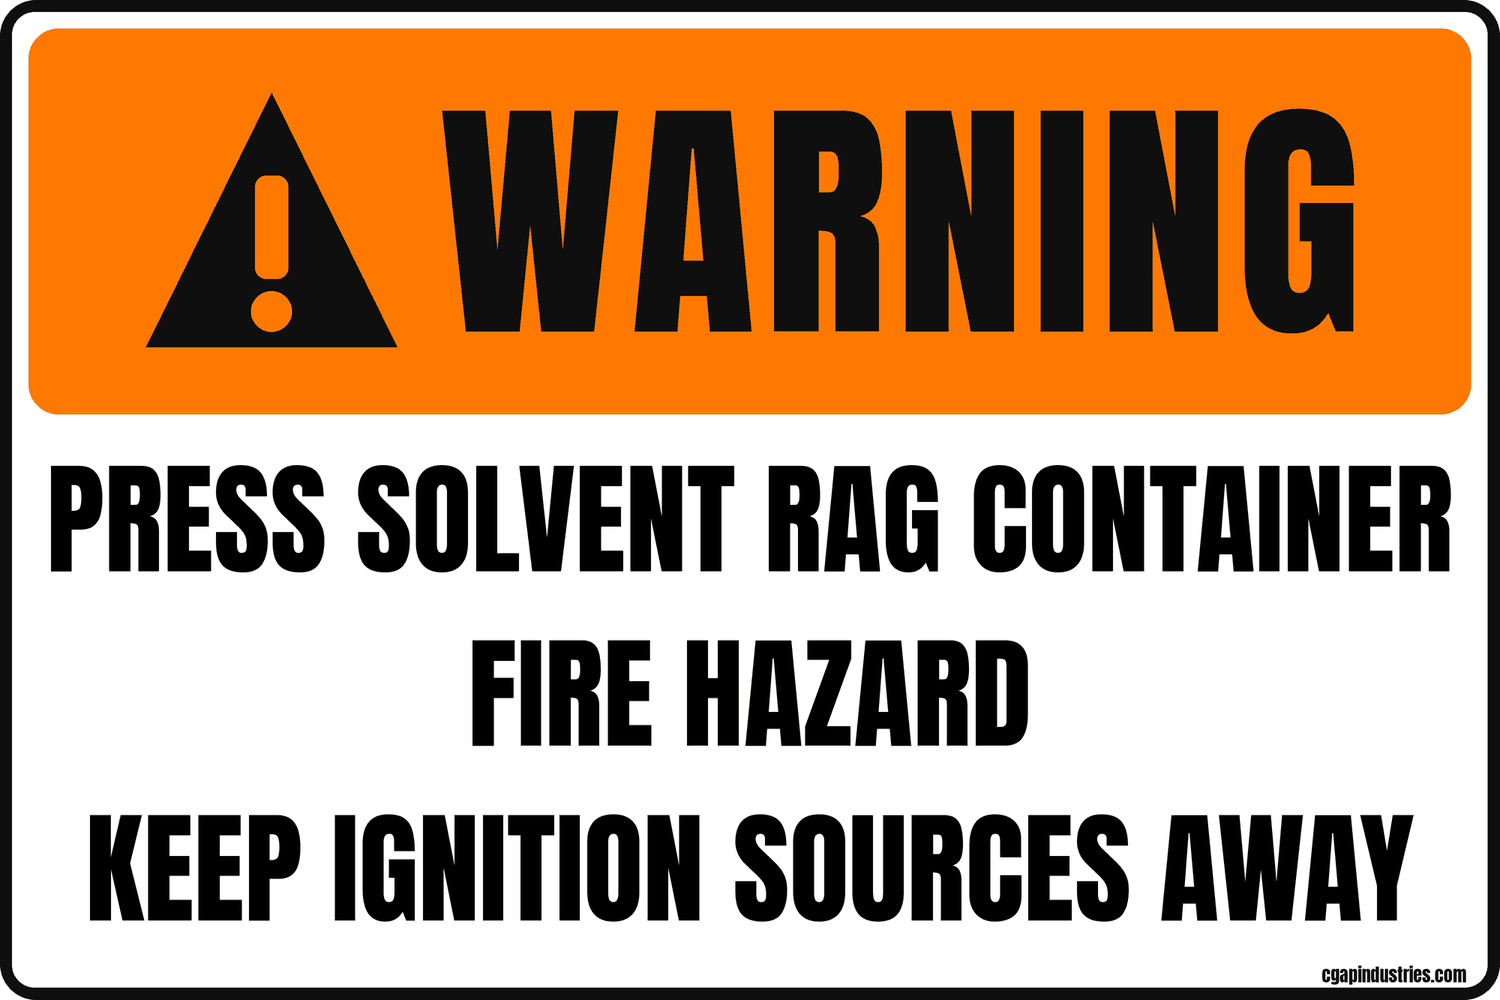 WARNING
PRESS SOLVENT RAG CONTAINER
FIRE HAZARD
KEEP IGNITION SOURCES AWAY
cgapindustries.com